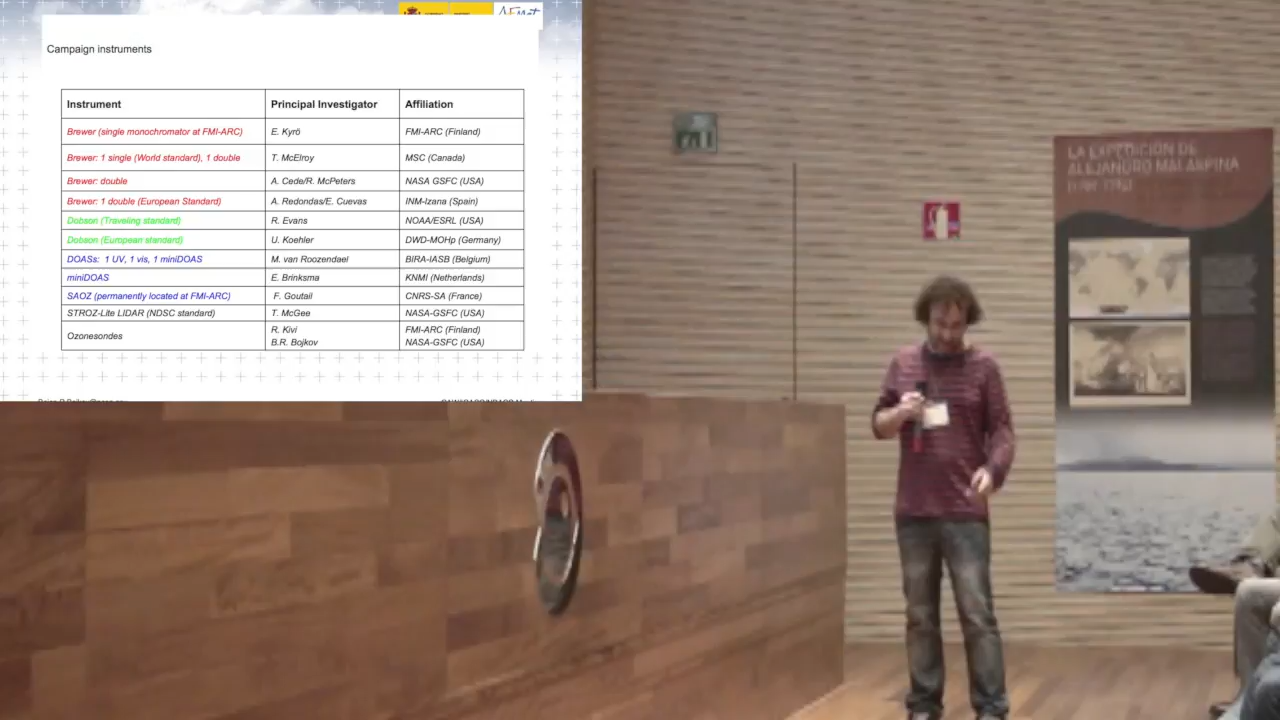 Campaign instruments
Instrument Principal Investigator Affiliation
Brewer (single monochromator at FMI-ARC) E. Kyrö FMI-ARC (Finland)
Brewer: 1 single (World standard), 1 double T. McElroy MSC (Canada)
Brewer: double A. Cede/R. McPeters NASA GSFC (USA)
Brewer: 1 double (European Standard) A. Redondas/E. Cuevas INM-Izana (Spain)
Dobson (Traveling standard) R. Evans NOAA/ESRL (USA)
Dobson (European standard) U. Koehler DWD-MOHp (Germany)
DOASs: 1 UV, 1 vis, 1 miniDOAS M. van Roozendael BIRA-IASB (Belgium)
miniDOAS E. Brinksma KNMI (Netherlands)
SAOZ (permanently located at FMI-ARC) F. Goutail CNRS-SA (France)
STROZ-Lite LIDAR (NDSC standard) T. McGee NASA-GSFC (USA)
Ozonesondes R. Kivi FMI-ARC (Finland)
B.R. Bojkov NASA-GSFC (USA)
LA EXPEDICIÓN DE
ALEJANDRO MALASPINA